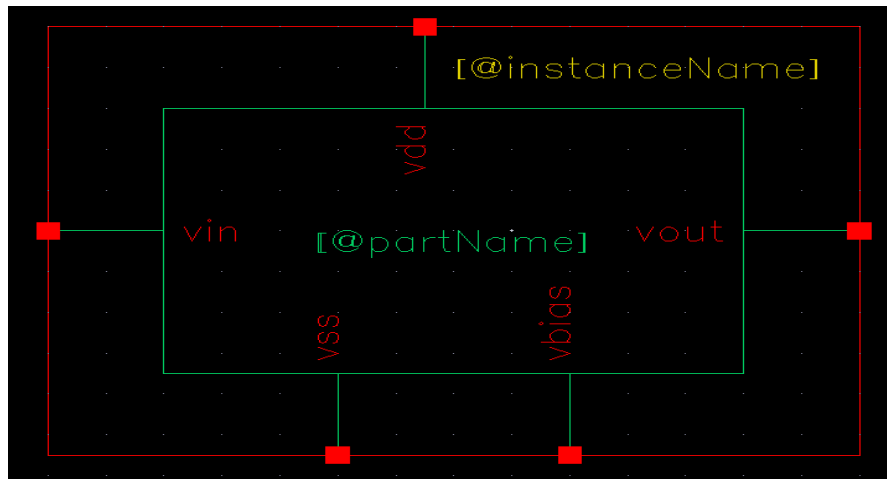 [@instanceName]
vdd
vin
[@partName]
vout
vss
vbias